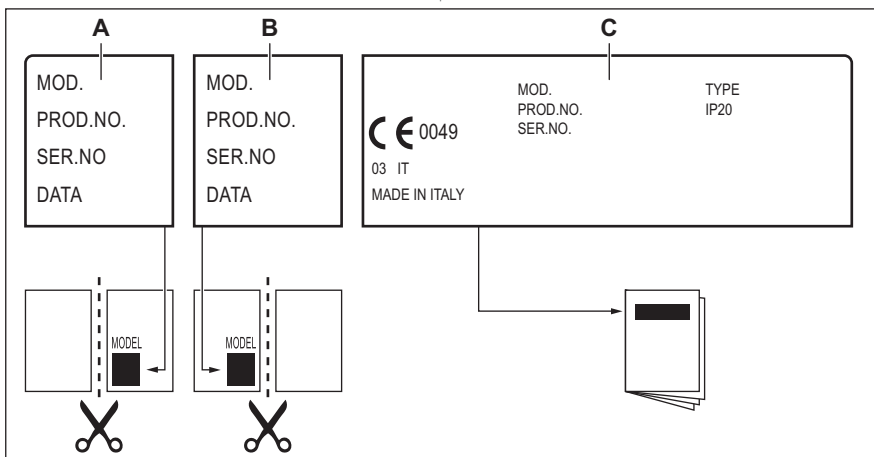 A
B
C
MOD.
PROD.NO.
SER.NO
DATA
MOD.
PROD.NO.
SER.NO
DATA
MOD.
PROD.NO.
SER.NO.
TYPE
IP20
CE 0049
03 IT
MADE IN ITALY
MODEL
MODEL